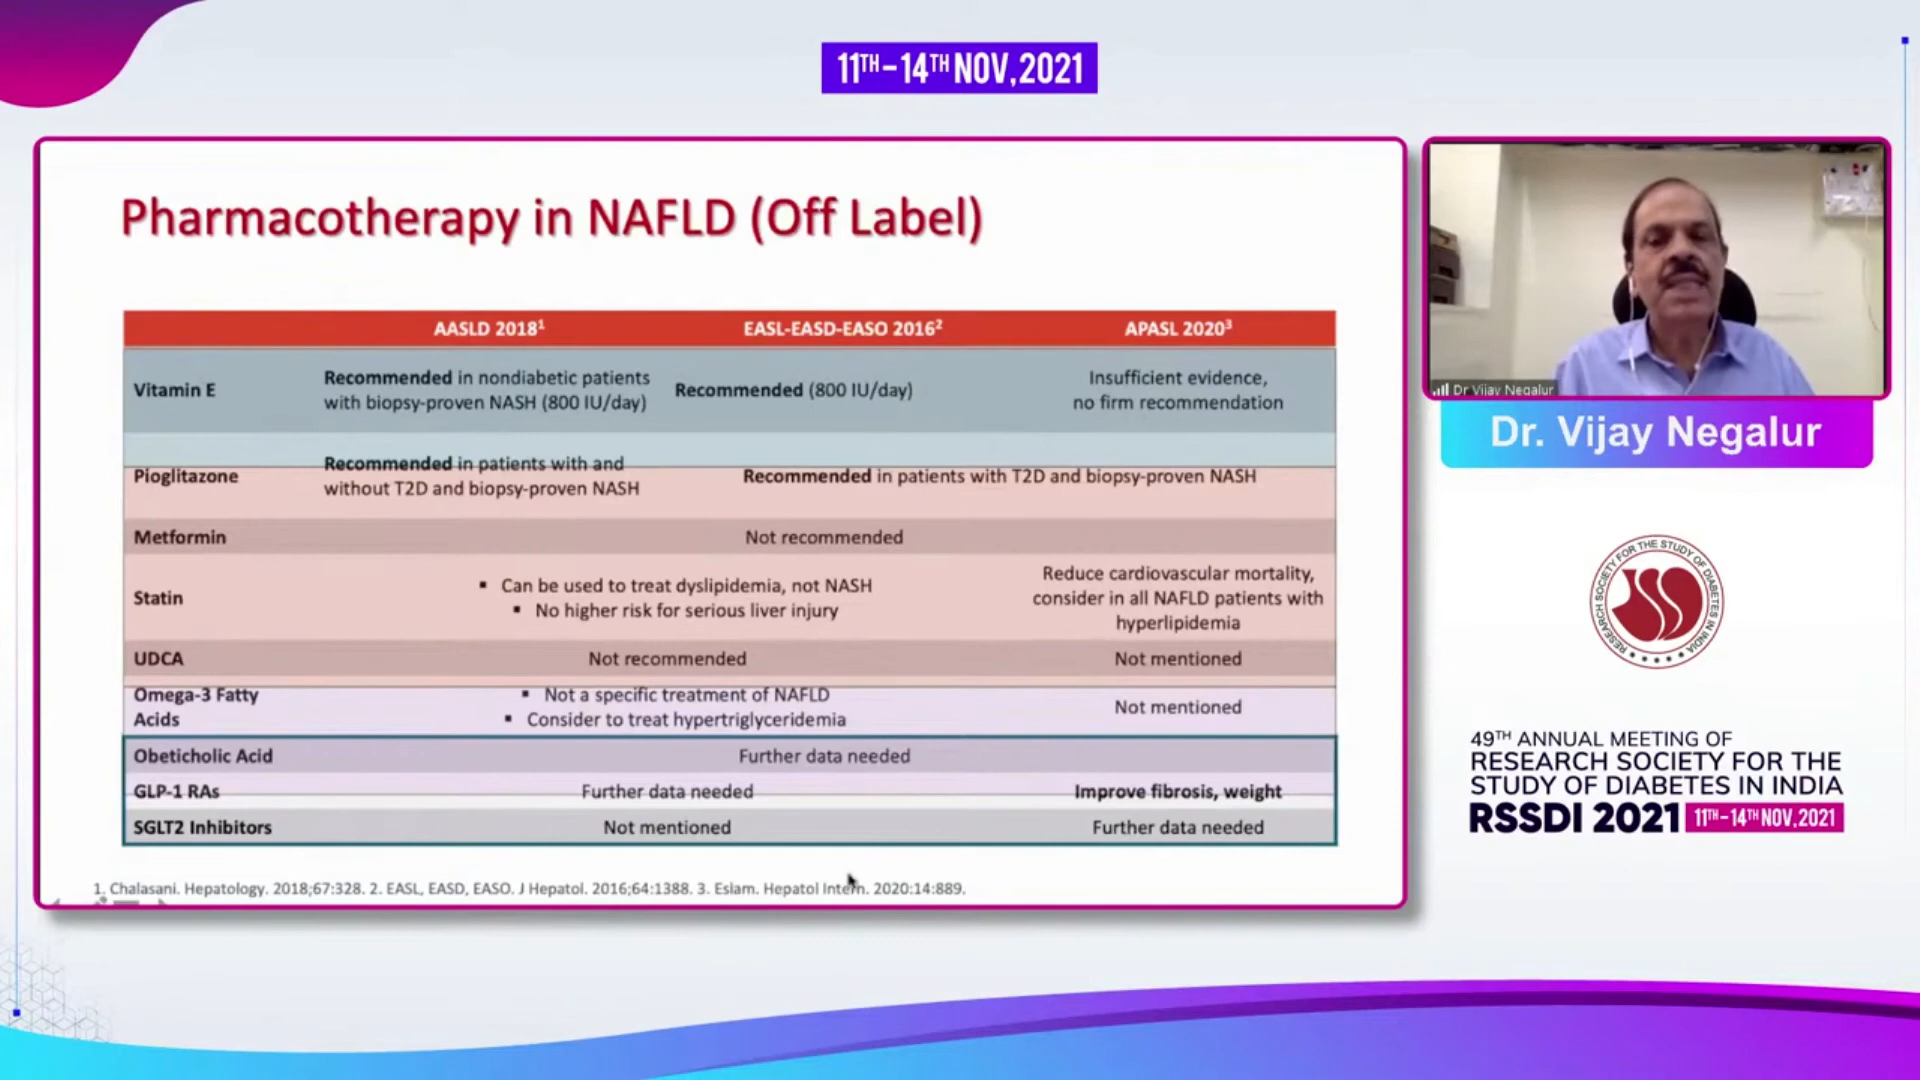 11TH–14TH NOV, 2021
Pharmacotherapy in NAFLD (Off Label)
AASLD 2018¹ EASL-EASD-EASO 2016² APASL 2020³
Vitamin E
Recommended in nondiabetic patients
with biopsy-proven NASH (800 IU/day)
Recommended (800 IU/day)
Insufficient evidence,
no firm recommendation
Pioglitazone
Recommended in patients with and
without T2D and biopsy-proven NASH
Recommended in patients with T2D and biopsy-proven NASH
Metformin
Not recommended
Statin
▪ Can be used to treat dyslipidemia, not NASH
▪ No higher risk for serious liver injury
Reduce cardiovascular mortality,
consider in all NAFLD patients with
hyperlipidemia
UDCA
Not recommended
Not mentioned
Omega-3 Fatty
Acids
▪ Not a specific treatment of NAFLD
▪ Consider to treat hypertriglyceridemia
Not mentioned
Obeticholic Acid
Further data needed
GLP-1 RAs
Further data needed
Improve fibrosis, weight
SGLT2 Inhibitors
Not mentioned
Further data needed
1. Chalasani. Hepatology. 2018;67:328. 2. EASL, EASD, EASO. J Hepatol. 2016;64:1388. 3. Eslam. Hepatol Intern. 2020:14:889.
Dr Vijay Negalur
Dr. Vijay Negalur
RESEARCH SOCIETY FOR THE STUDY OF DIABETES IN INDIA
49TH ANNUAL MEETING OF
RESEARCH SOCIETY FOR THE
STUDY OF DIABETES IN INDIA
RSSDI 2021 11TH–14TH NOV, 2021